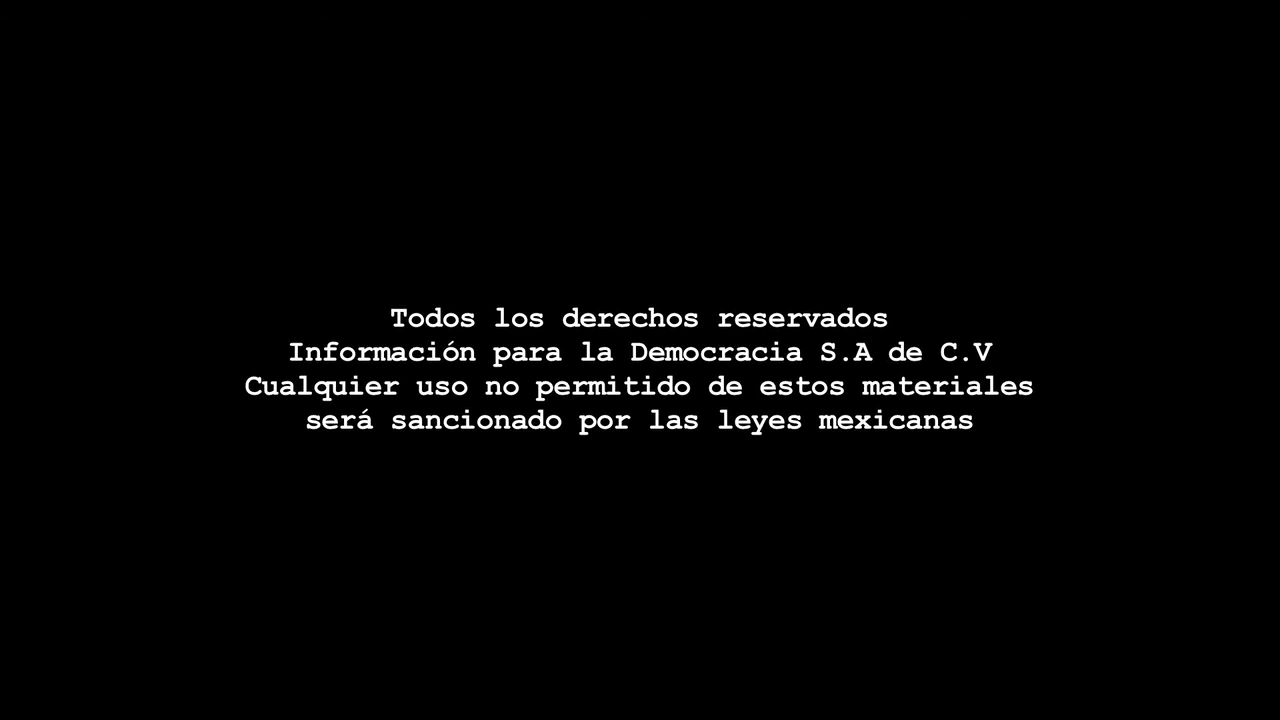 Todos los derechos reservados
Información para la Democracia S.A de C.V
Cualquier uso no permitido de estos materiales
será sancionado por las leyes mexicanas